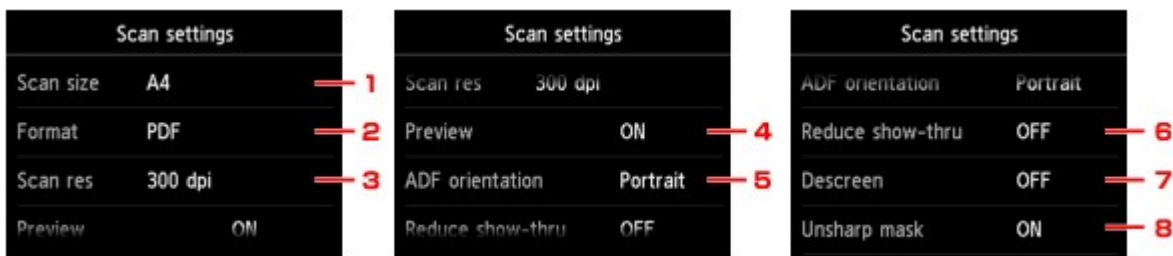 Scan settings
Scan size A4 1
Format PDF 2
Scan res 300 dpi 3
Preview ON
Scan settings
Scan res 300 dpi
Preview ON 4
ADF orientation Portrait 5
Reduce show-thru OFF
Scan settings
ADF orientation Portrait
Reduce show-thru OFF 6
Descreen OFF 7
Unsharp mask ON 8